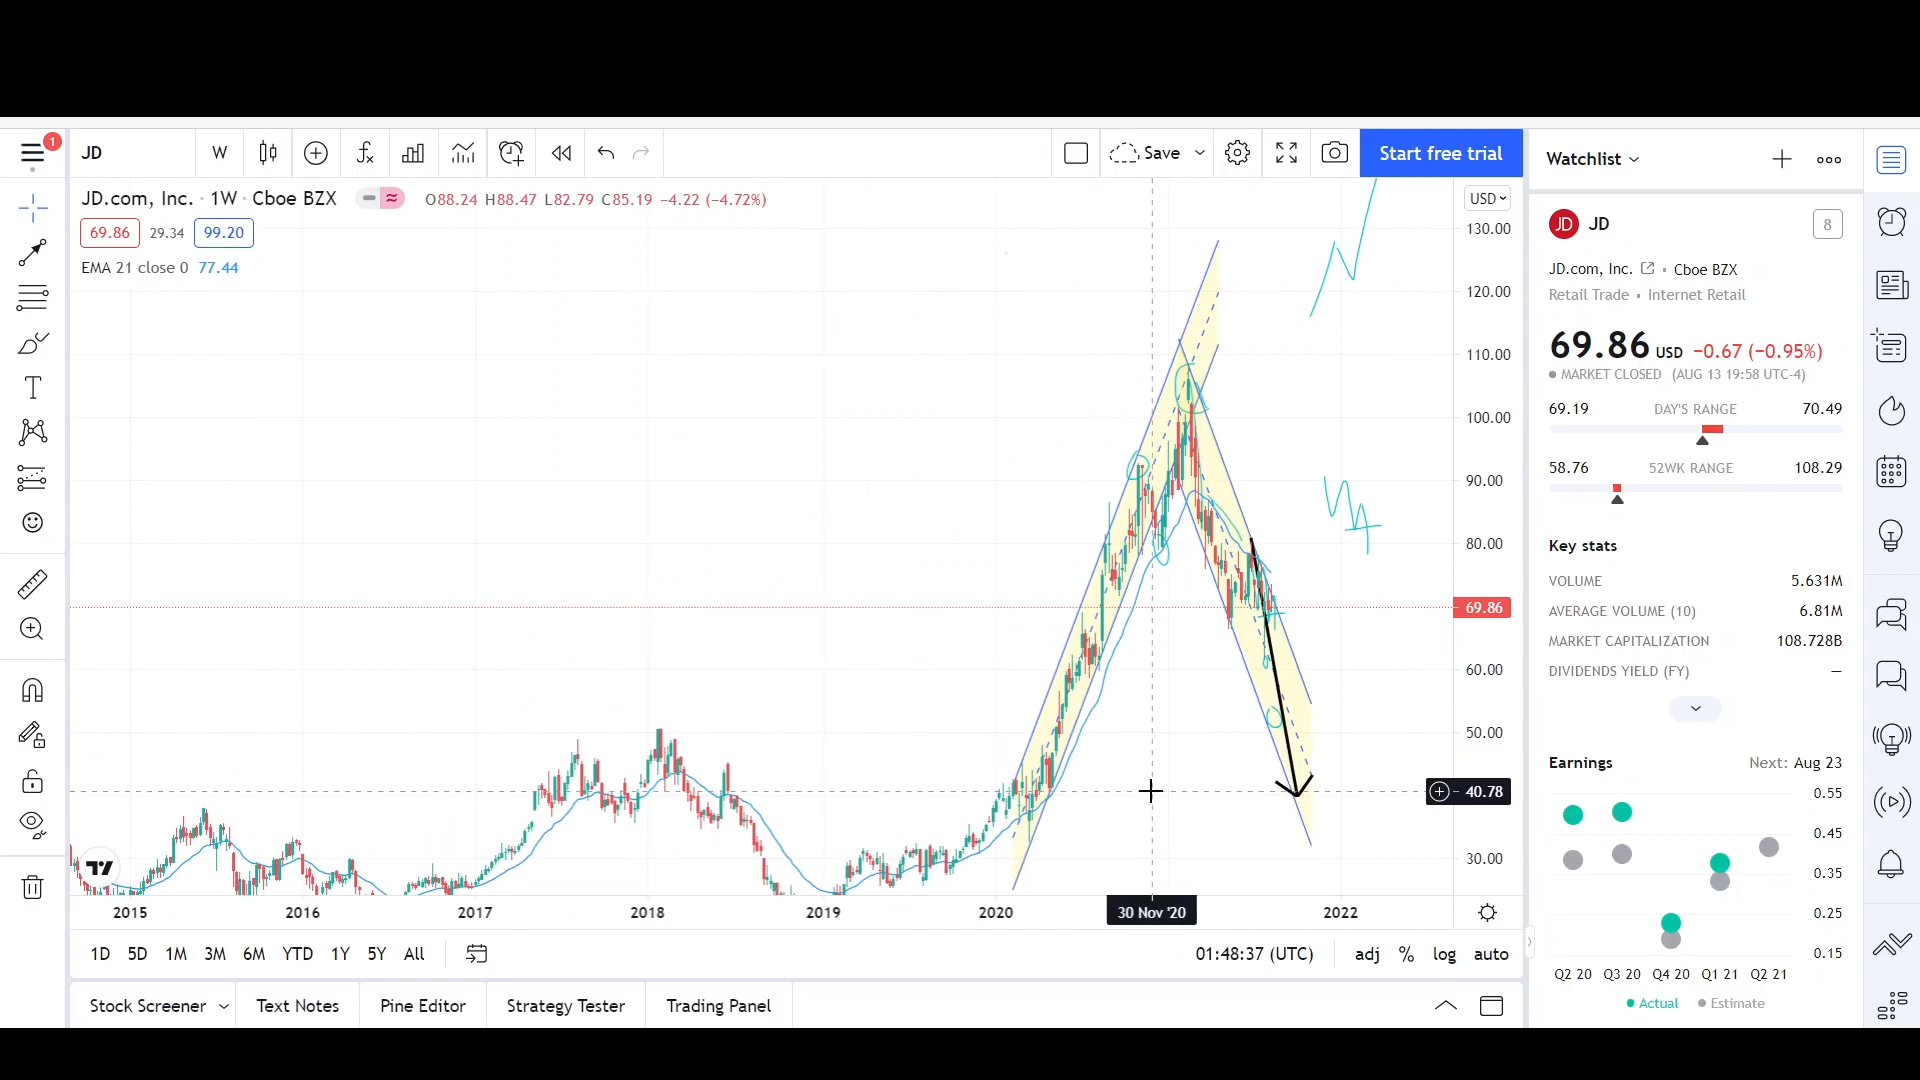 1
JD W Save Start free trial
JD.com, Inc. · 1W · Cboe BZX O88.24 H88.47 L82.79 C85.19 −4.22 (−4.72%)
69.86 29.34 99.20
EMA 21 close 0 77.44
USD
130.00
120.00
110.00
100.00
90.00
80.00
69.86
60.00
50.00
40.78
30.00
2015 2016 2017 2018 2019 2020 30 Nov '20 2022
1D 5D 1M 3M 6M YTD 1Y 5Y All 01:48:37 (UTC) adj % log auto
Stock Screener Text Notes Pine Editor Strategy Tester Trading Panel
Watchlist
JD JD 8
JD.com, Inc. • Cboe BZX
Retail Trade • Internet Retail
69.86 USD −0.67 (−0.95%)
MARKET CLOSED (AUG 13 19:58 UTC-4)
69.19 DAY'S RANGE 70.49
58.76 52WK RANGE 108.29
Key stats
VOLUME 5.631M
AVERAGE VOLUME (10) 6.81M
MARKET CAPITALIZATION 108.728B
DIVIDENDS YIELD (FY) —
Earnings Next: Aug 23
0.55
0.45
0.35
0.25
0.15
Q2 20 Q3 20 Q4 20 Q1 21 Q2 21
Actual Estimate